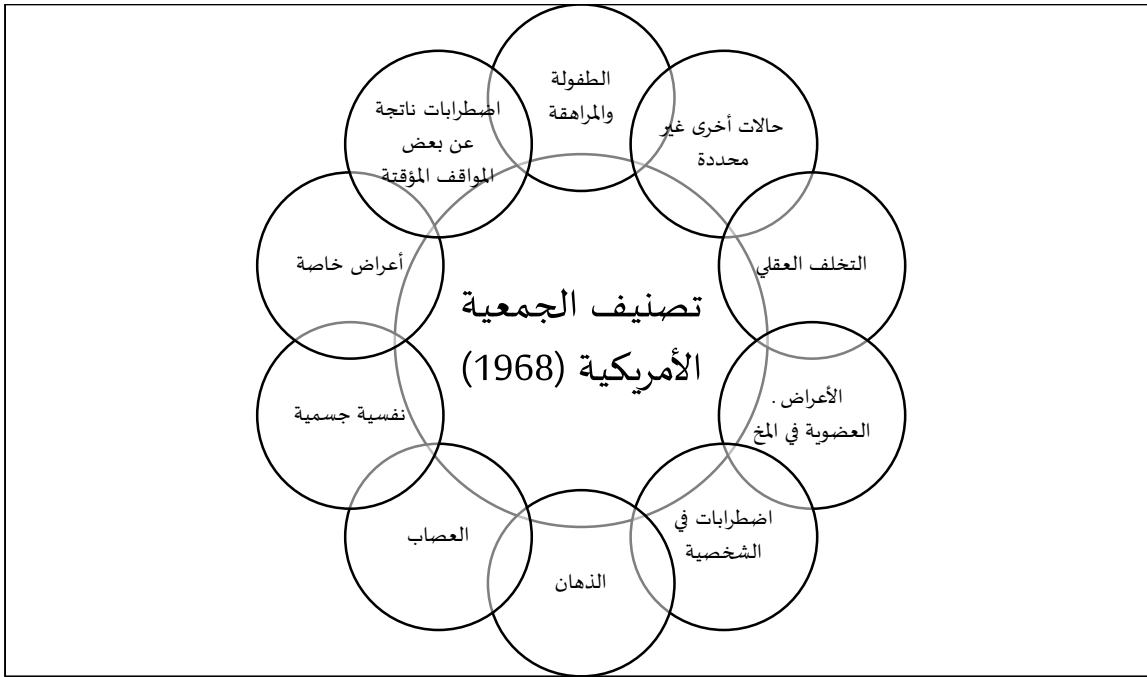 تصنيف الجمعية
الأمريكية (1968)
الطفولة
والمراهقة
حالات أخرى غير
محددة
التخلف العقلي
الأعراض .
العضوية في المخ
اضطرابات في
الشخصية
الذهان
العصاب
نفسية جسمية
أعراض خاصة
اضطرابات ناتجة
عن بعض
المواقف المؤقتة